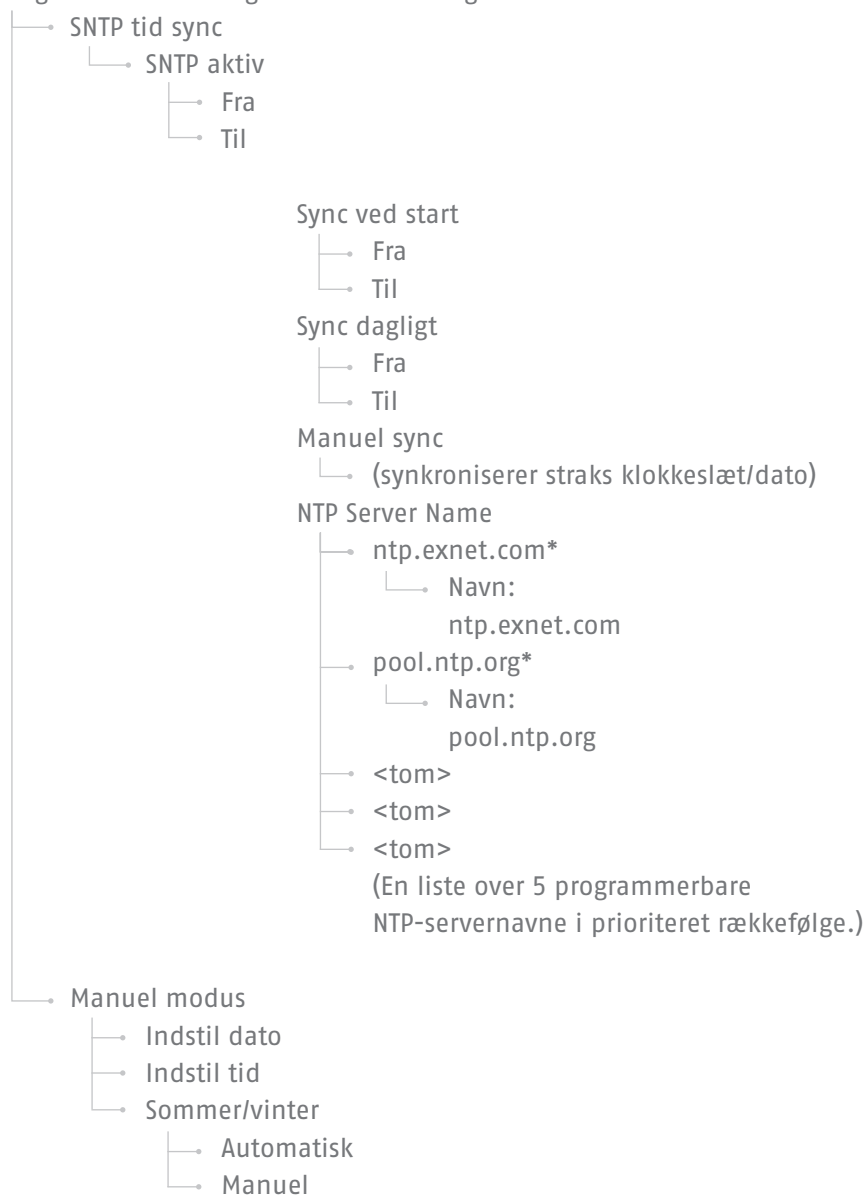 SNTP tid sync
SNTP aktiv
Fra
Til
Sync ved start
Fra
Til
Sync dagligt
Fra
Til
Manuel sync
(synkroniserer straks klokkeslæt/dato)
NTP Server Name
ntp.exnet.com*
Navn:
ntp.exnet.com
pool.ntp.org*
Navn:
pool.ntp.org
<tom>
<tom>
<tom>
(En liste over 5 programmerbare
NTP-servernavne i prioriteret rækkefølge.)
Manuel modus
Indstil dato
Indstil tid
Sommer/vinter
Automatisk
Manuel